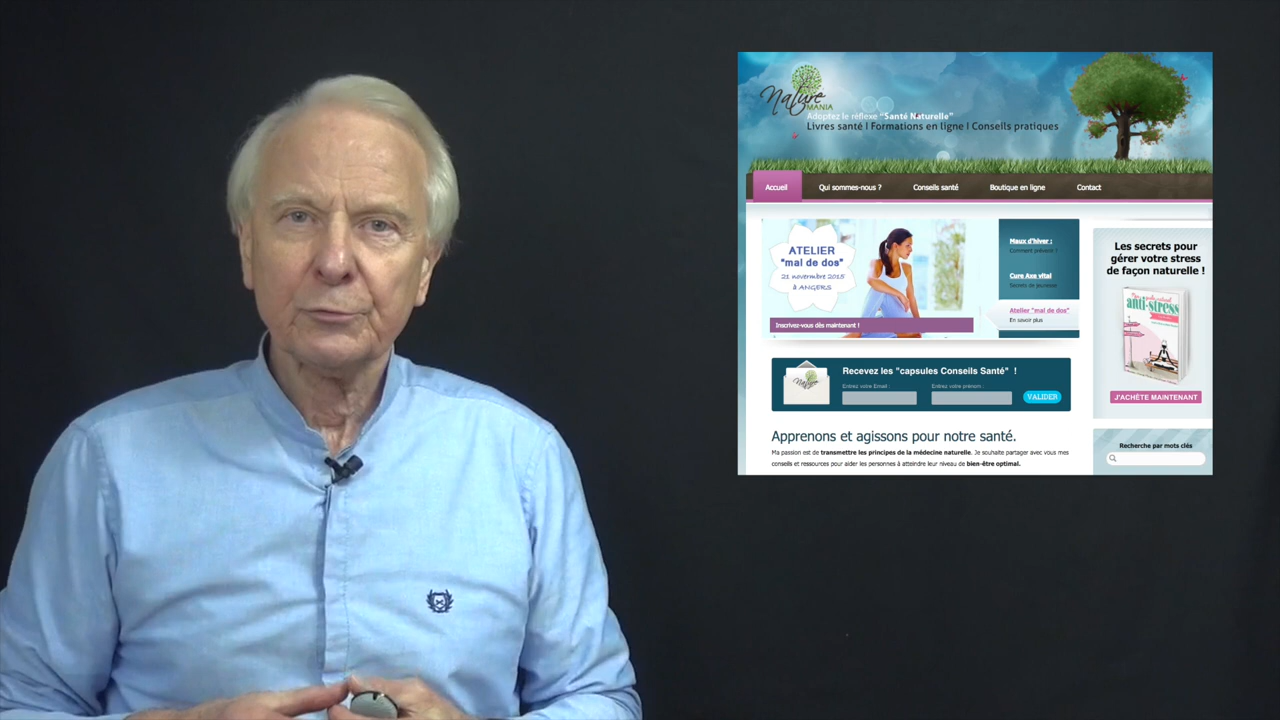 Nature
MANIA
Adoptez le réflexe "Santé Naturelle"
Livres santé I Formations en ligne I Conseils pratiques
Accueil
Qui sommes-nous ?
Conseils santé
Boutique en ligne
Contact
ATELIER
"mal de dos"
21 novembre 2015
à ANGERS
Inscrivez-vous dès maintenant !
Maux d'hiver :
Comment prévenir ?
Cure Axe vital
Secrets de jeunesse
Atelier "mal de dos"
En savoir plus
Les secrets pour
gérer votre stress
de façon naturelle !
anti-stress
J'ACHÈTE MAINTENANT
Nature
Recevez les "capsules Conseils Santé" !
Entrez votre Email :
Entrez votre prénom :
VALIDER
Apprenons et agissons pour notre santé.
Ma passion est de transmettre les principes de la médecine naturelle. Je souhaite partager avec vous mes
conseils et ressources pour aider les personnes à atteindre leur niveau de bien-être optimal.
Recherche par mots clés